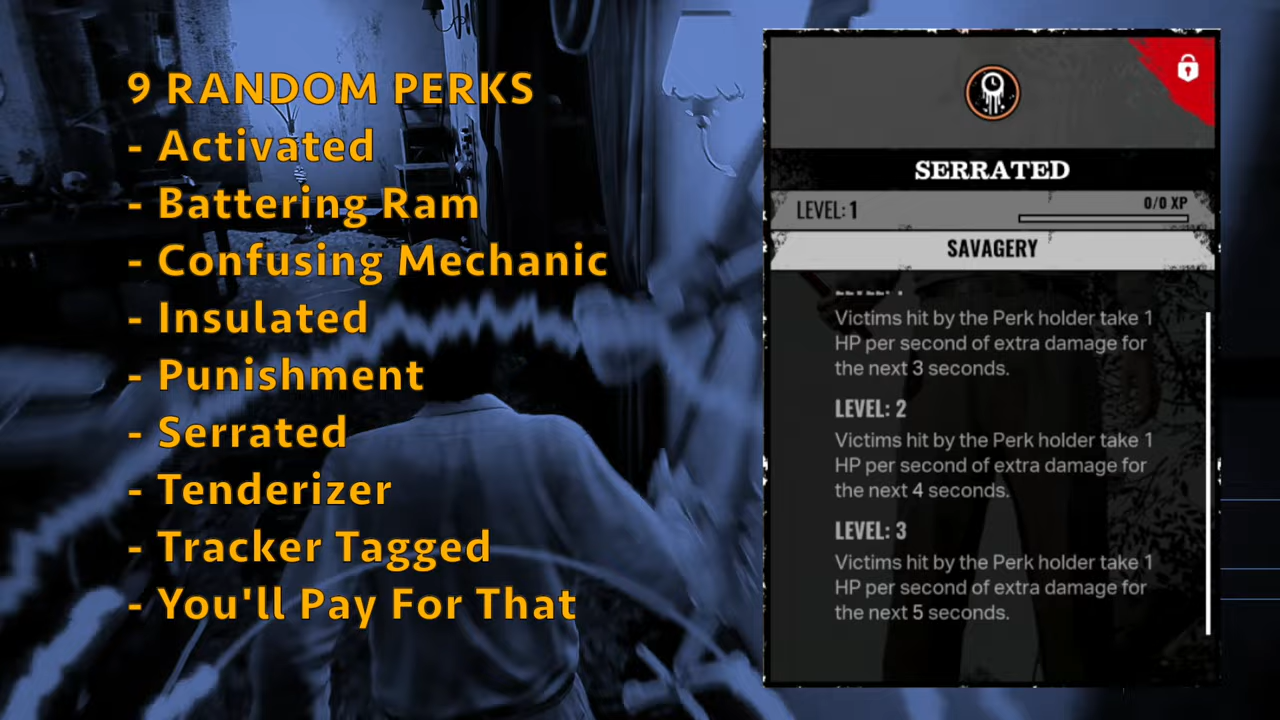 9 RANDOM PERKS
- Activated
- Battering Ram
- Confusing Mechanic
- Insulated
- Punishment
- Serrated
- Tenderizer
- Tracker Tagged
- You'll Pay For That
SERRATED
LEVEL: 1
0/0 XP
SAVAGERY
Victims hit by the Perk holder take 1
HP per second of extra damage for
the next 3 seconds.
LEVEL: 2
Victims hit by the Perk holder take 1
HP per second of extra damage for
the next 4 seconds.
LEVEL: 3
Victims hit by the Perk holder take 1
HP per second of extra damage for
the next 5 seconds.